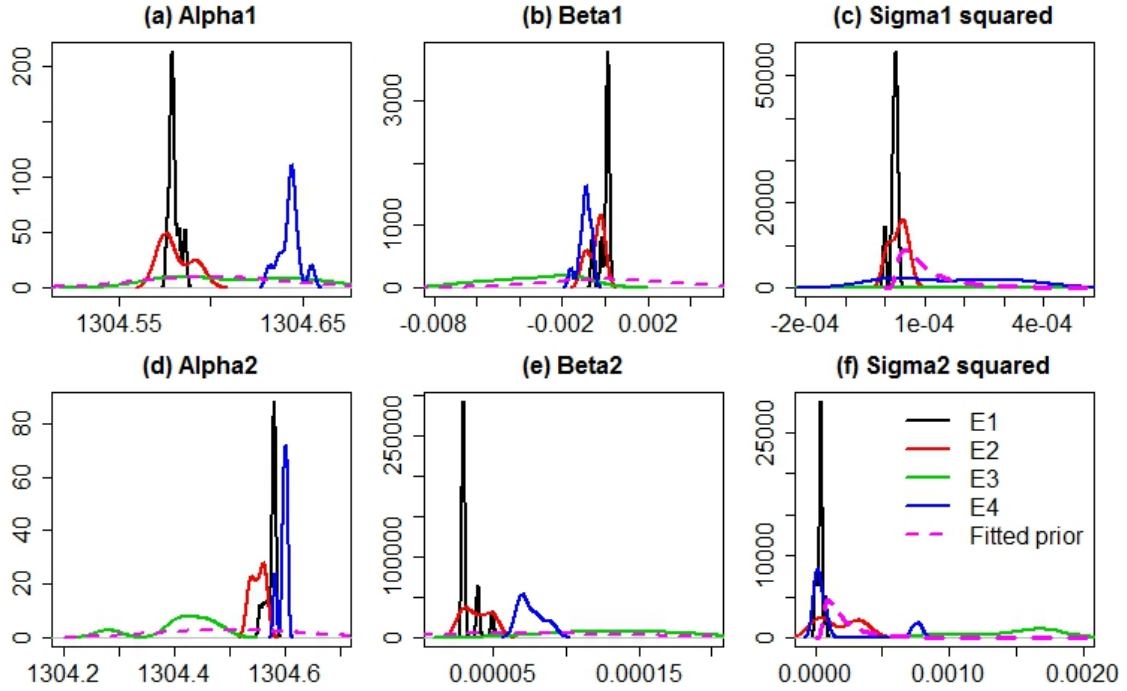 (a) Alpha1
(b) Beta1
(c) Sigma1 squared
0 50 100 200
1304.55 1304.65
0 1000 3000
-0.008 -0.002 0.002
0 20000 50000
-2e-04 1e-04 4e-04
(d) Alpha2
(e) Beta2
(f) Sigma2 squared
0 20 40 60 80
1304.2 1304.4 1304.6
0 100000 250000
0.00005 0.00015
0 10000 25000
0.0000 0.0010 0.0020
E1
E2
E3
E4
Fitted prior